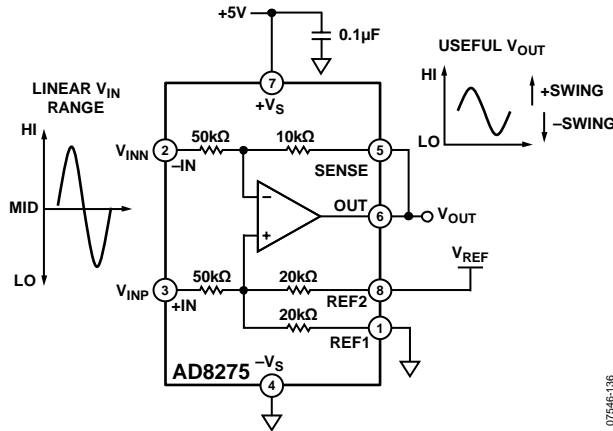 +5V
0.1µF
USEFUL VOUT
HI
+SWING
–SWING
LO
LINEAR VIN
RANGE
HI
MID
LO
7
+VS
50kΩ
10kΩ
VINN
2
–IN
5
SENSE
–
+
OUT
6
VOUT
VREF
50kΩ
20kΩ
VINP
3
+IN
8
REF2
20kΩ
1
REF1
AD8275
–VS
4
07546-136